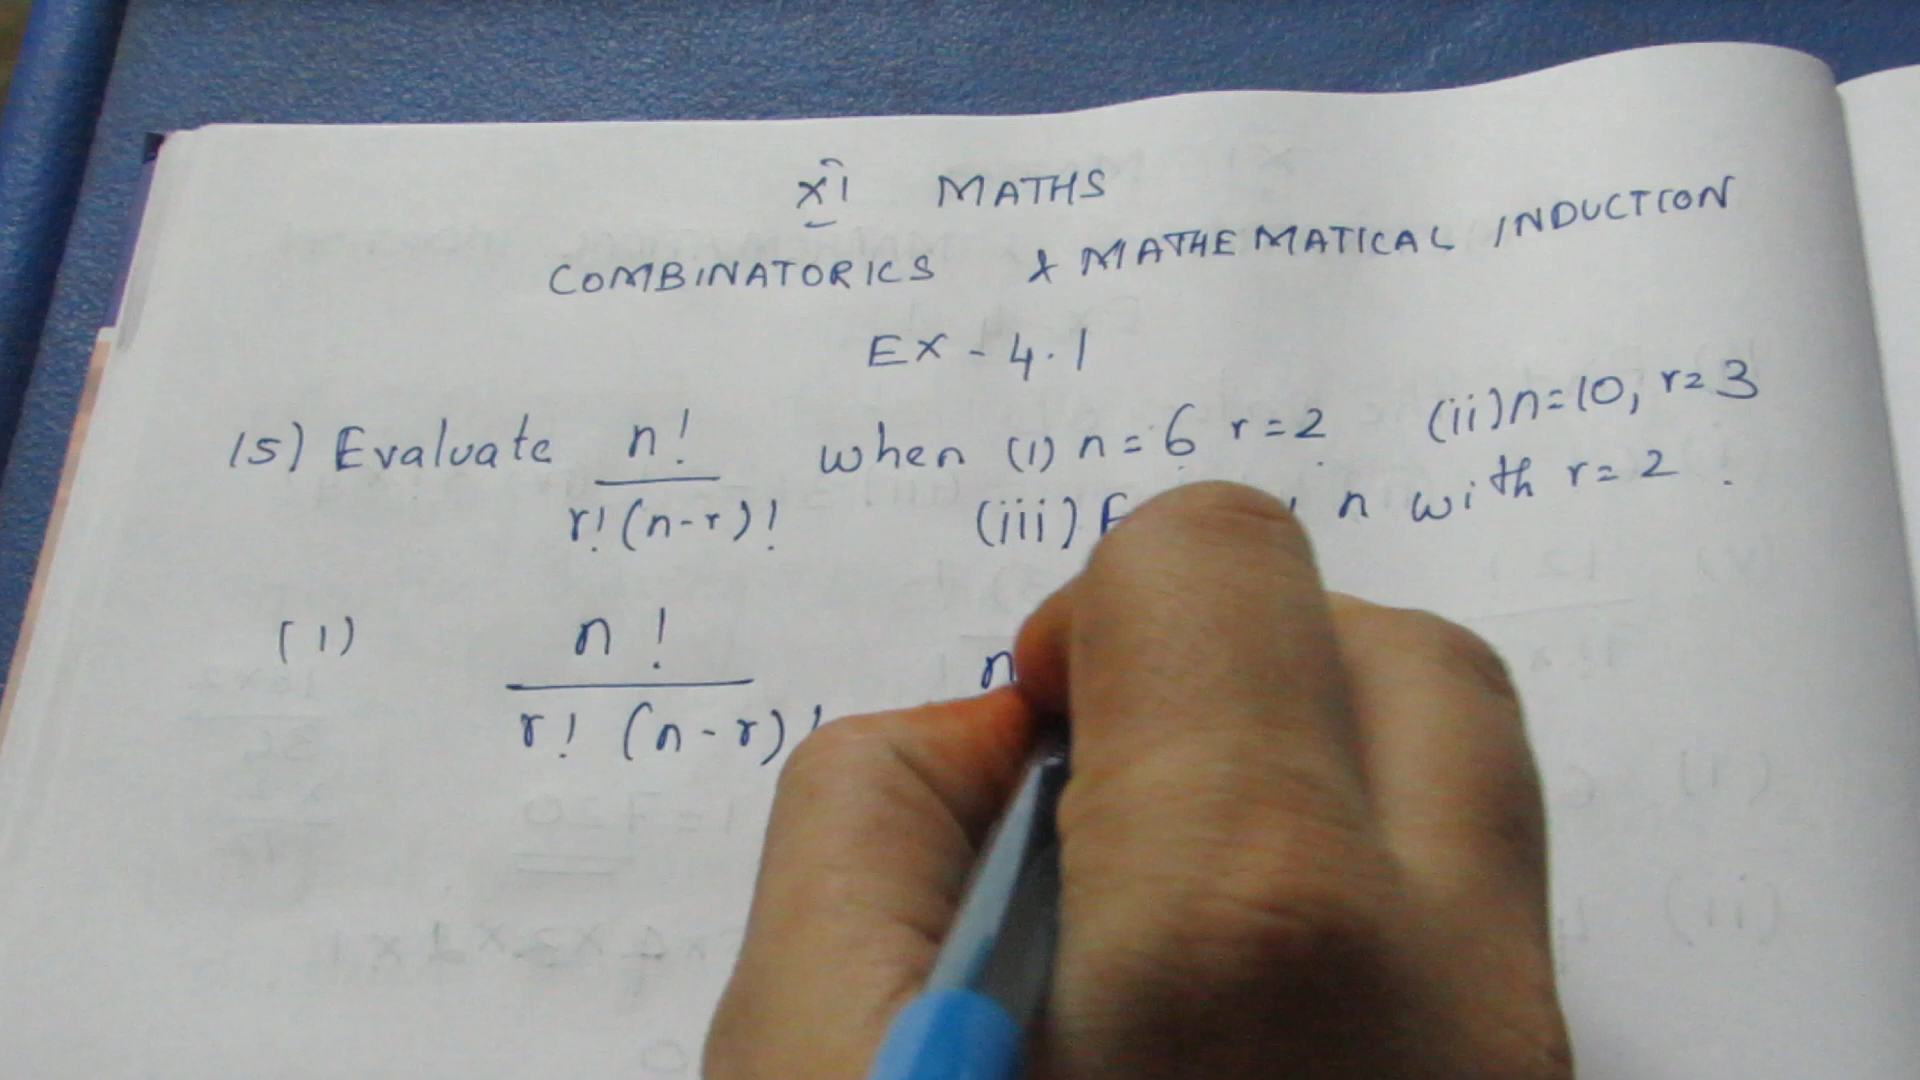 XI MATHS
COMBINATORICS & MATHEMATICAL INDUCTION
EX - 4.1
15) Evaluate n! / r!(n-r)! when (i) n=6 r=2 (ii) n=10, r=3
(iii) n with r=2.
(1) n! / r! (n-r)! n